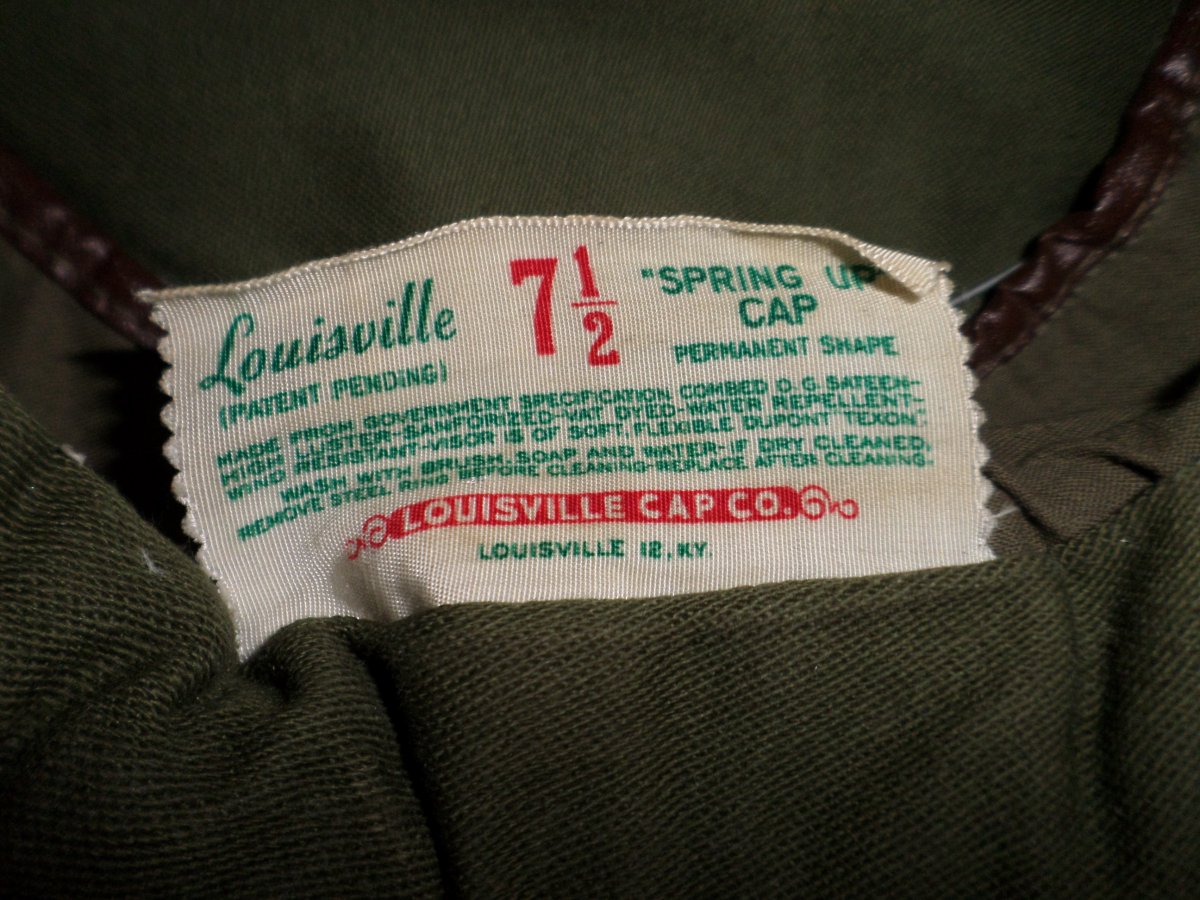 Louisville
(PATENT PENDING)
7 1/2
"SPRING UP"
CAP
PERMANENT SHAPE
MADE FROM GOVERNMENT SPECIFICATION COMBED O.G. SATEEN-
HIGH LUSTER-SANFORIZED-VAT DYED-WATER REPELLENT-
WIND RESISTANT-VISOR IS OF SOFT, FLEXIBLE DUPONT "TEXON".
WASH WITH BRUSH, SOAP AND WATER-IF DRY CLEANED,
REMOVE STEEL RING BEFORE CLEANING-REPLACE AFTER CLEANING.
LOUISVILLE CAP CO.
LOUISVILLE 12, KY.